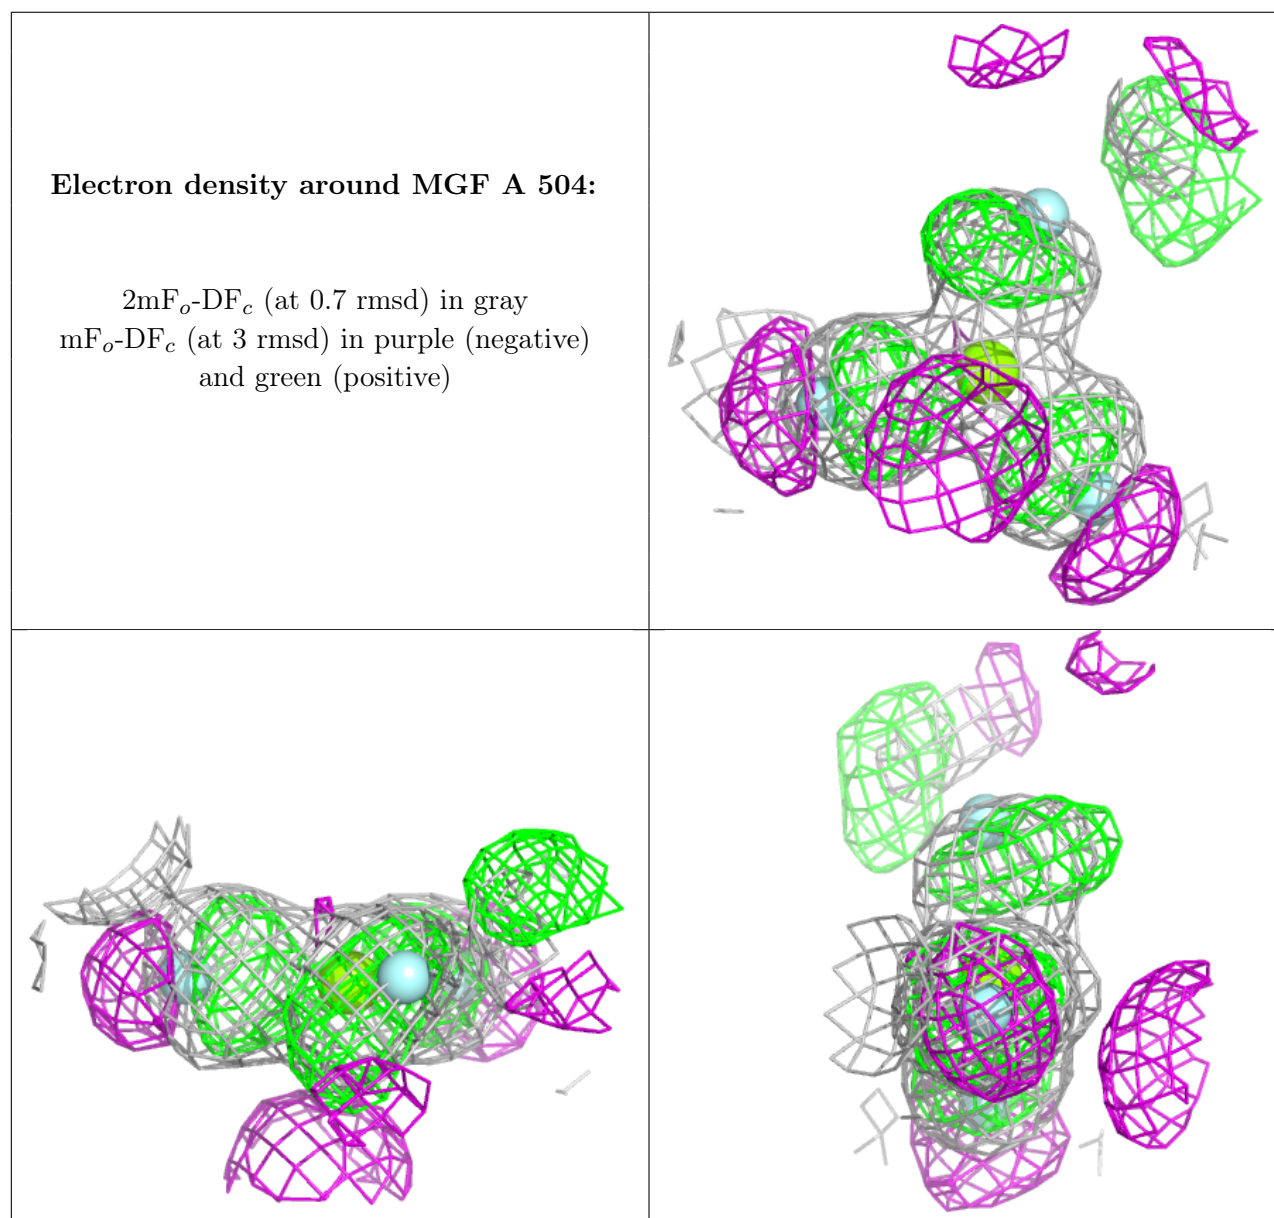 Electron density around MGF A 504:
2mFo-DFc (at 0.7 rmsd) in gray
mFo-DFc (at 3 rmsd) in purple (negative)
and green (positive)